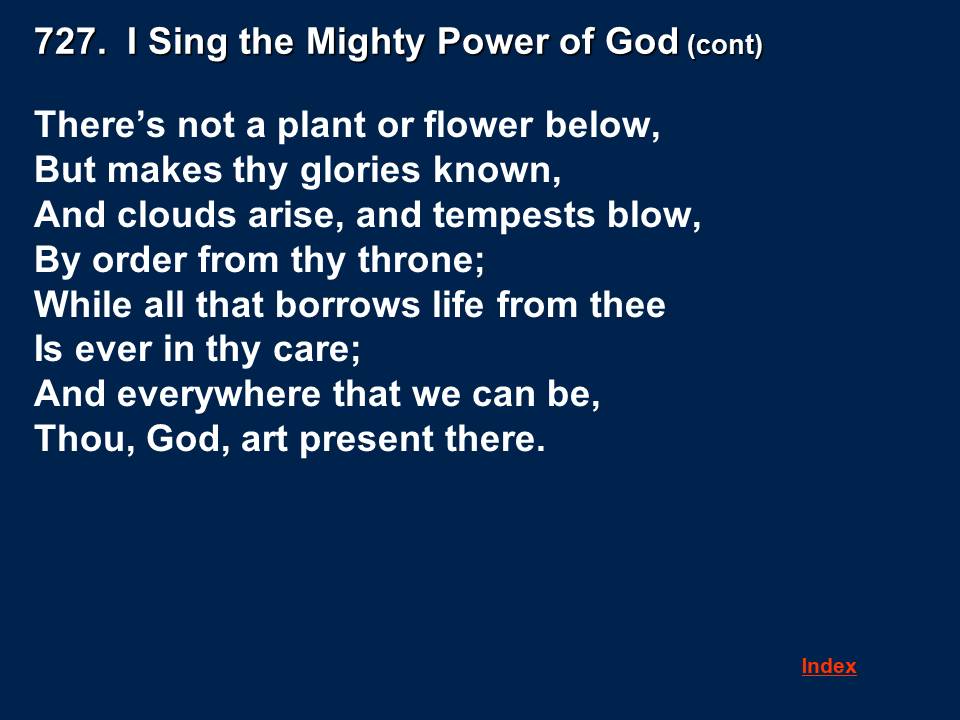 727.  I Sing the Mighty Power of God (cont)
There’s not a plant or flower below,
But makes thy glories known,
And clouds arise, and tempests blow,
By order from thy throne;
While all that borrows life from thee
Is ever in thy care;
And everywhere that we can be,
Thou, God, art present there.
Index